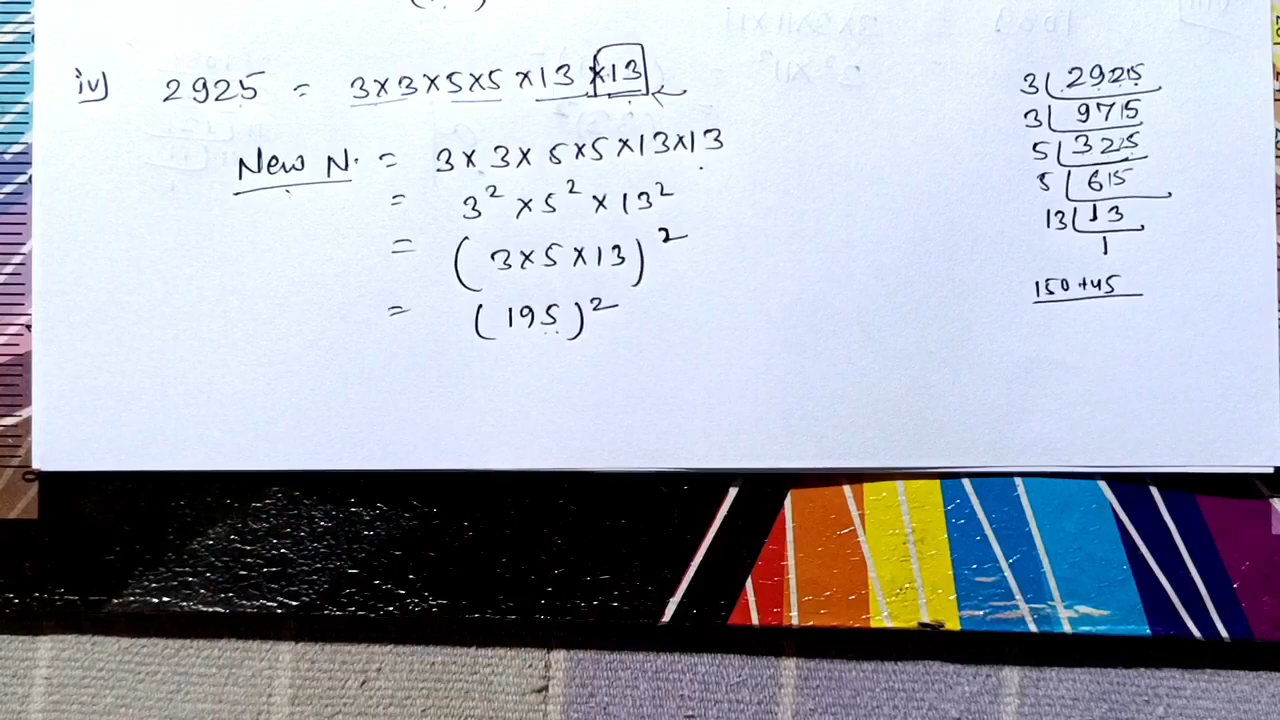 iv) 2925 = 3×3×5×5×13×13
New N. = 3×3×5×5×13×13
= 3² × 5² × 13²
= (3×5×13)²
= (195)²
3 | 2925
3 | 975
5 | 325
5 | 65
13 | 13
1
150+45